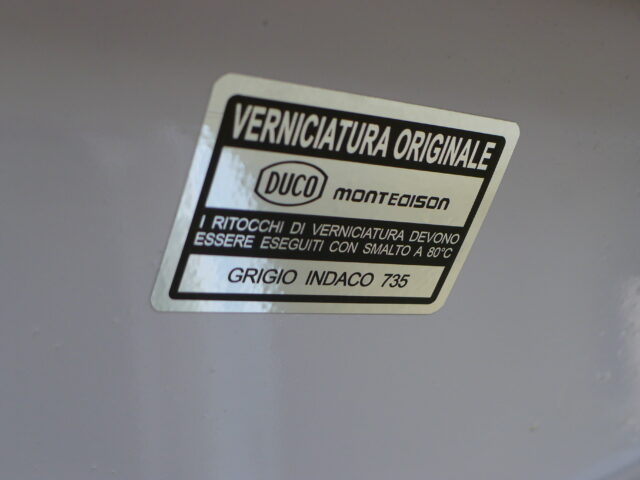 VERNICIATURA ORIGINALE
DUCO MONTEDISON
I RITOCCHI DI VERNICIATURA DEVONO
ESSERE ESEGUITI CON SMALTO A 80°C
GRIGIO INDACO 735